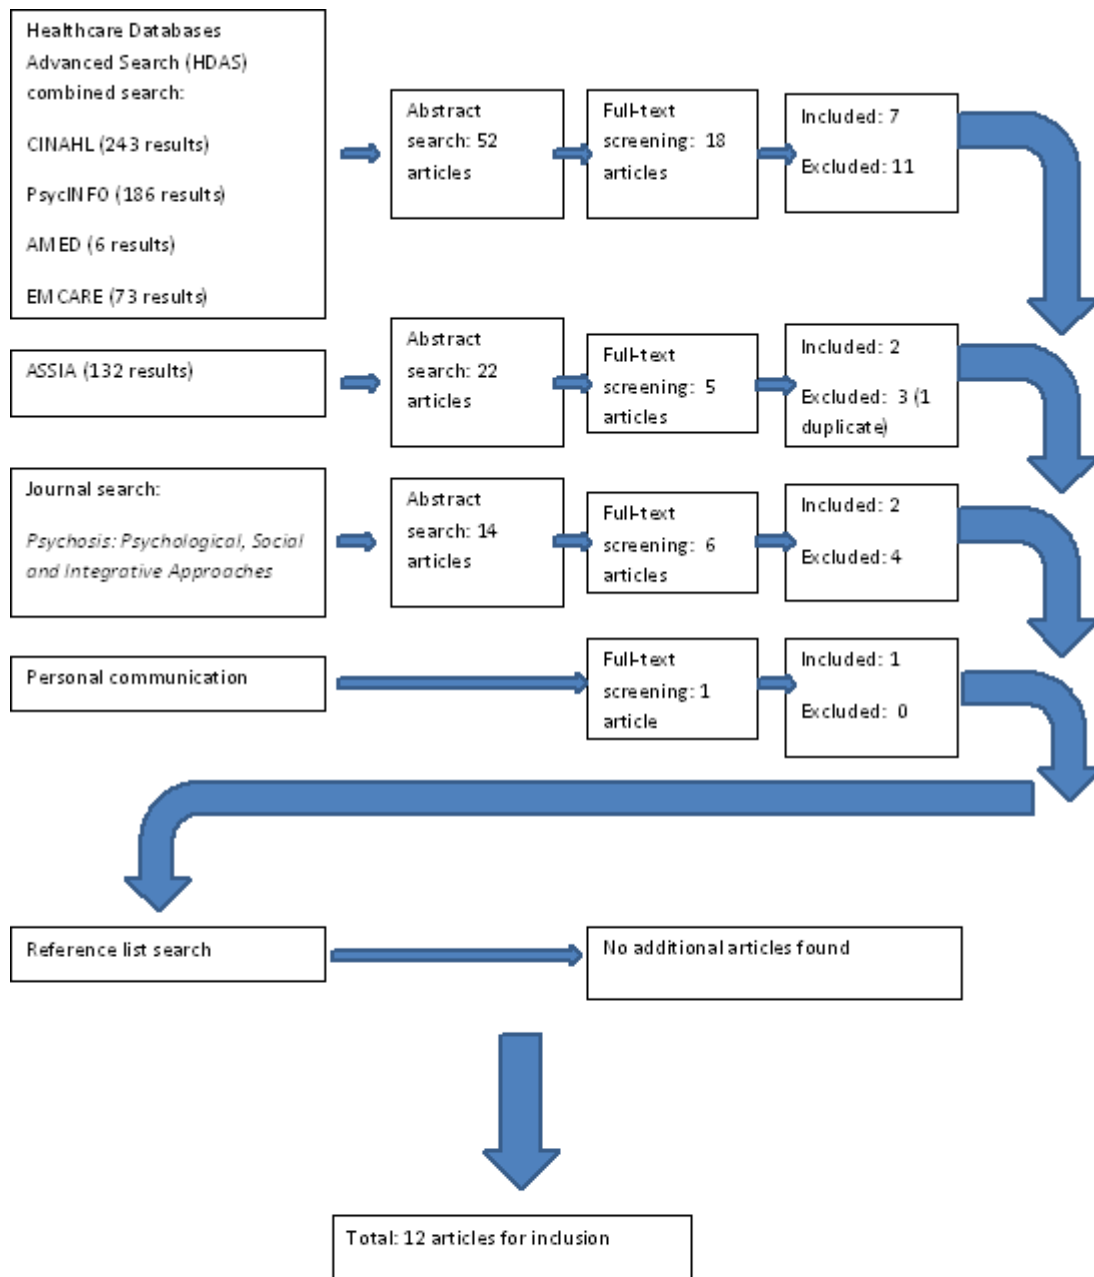 Healthcare Databases
Advanced Search (HDAS)
combined search:
CINAHL (243 results)
PsycINFO (186 results)
AMED (6 results)
EMCARE (73 results)
Abstract
search: 52
articles
Full-text
screening: 18
articles
Included: 7
Excluded: 11
ASSIA (132 results)
Abstract
search: 22
articles
Full-text
screening: 5
articles
Included: 2
Excluded: 3 (1
duplicate)
Journal search:
Psychosis: Psychological, Social
and Integrative Approaches
Abstract
search: 14
articles
Full-text
screening: 6
articles
Included: 2
Excluded: 4
Personal communication
Full-text
screening: 1
article
Included: 1
Excluded: 0
Reference list search
No additional articles found
Total: 12 articles for inclusion